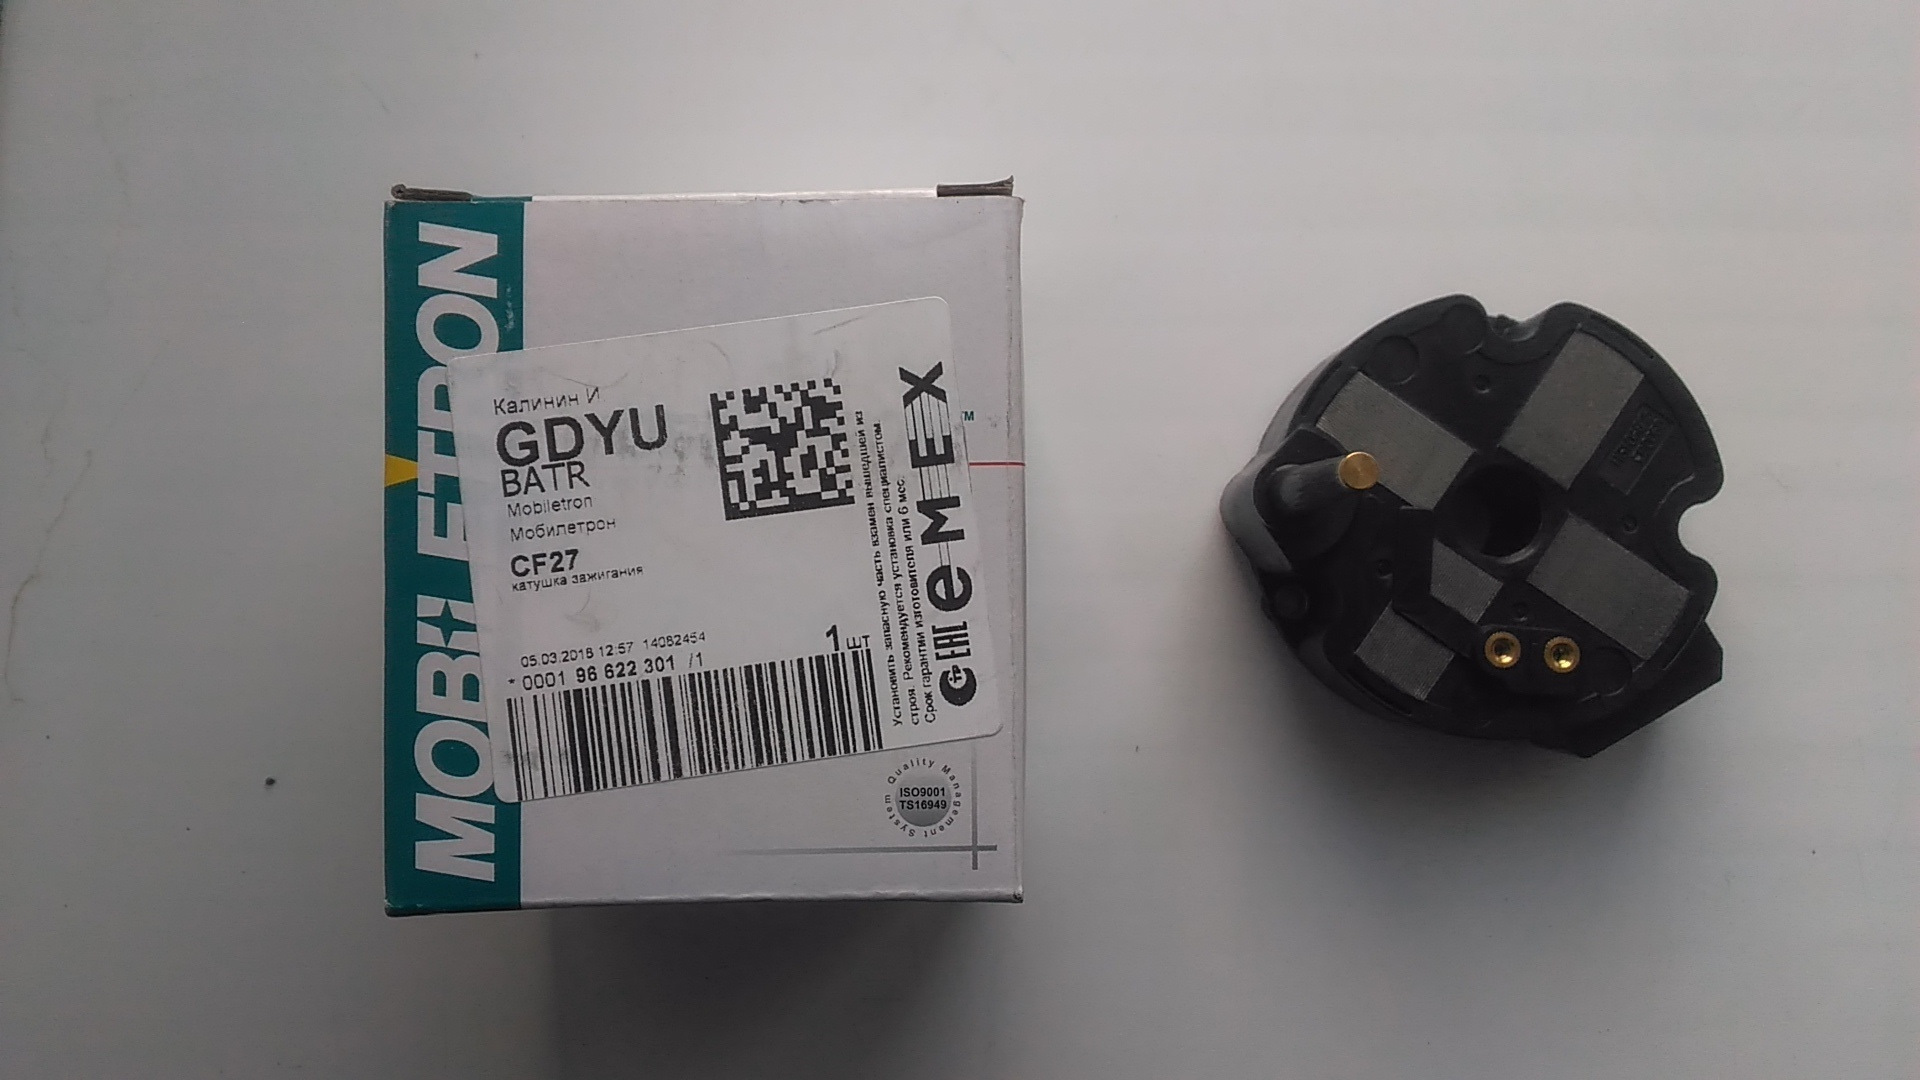 MOBILETRON
Калинин И.
GDYU
BATR
Mobiletron
Мобилетрон
CF27
катушка зажигания
05.03.2016 12:57 14082454
1 ШТ
* 0001 96 622 301 /1
Установить запасную часть взамен вышедшей из
строя. Рекомендуется установка специалистом.
Срок гарантии изготовителя или 6 мес.
EAC eMEX
TM
Quality Management System
ISO9001
TS16949